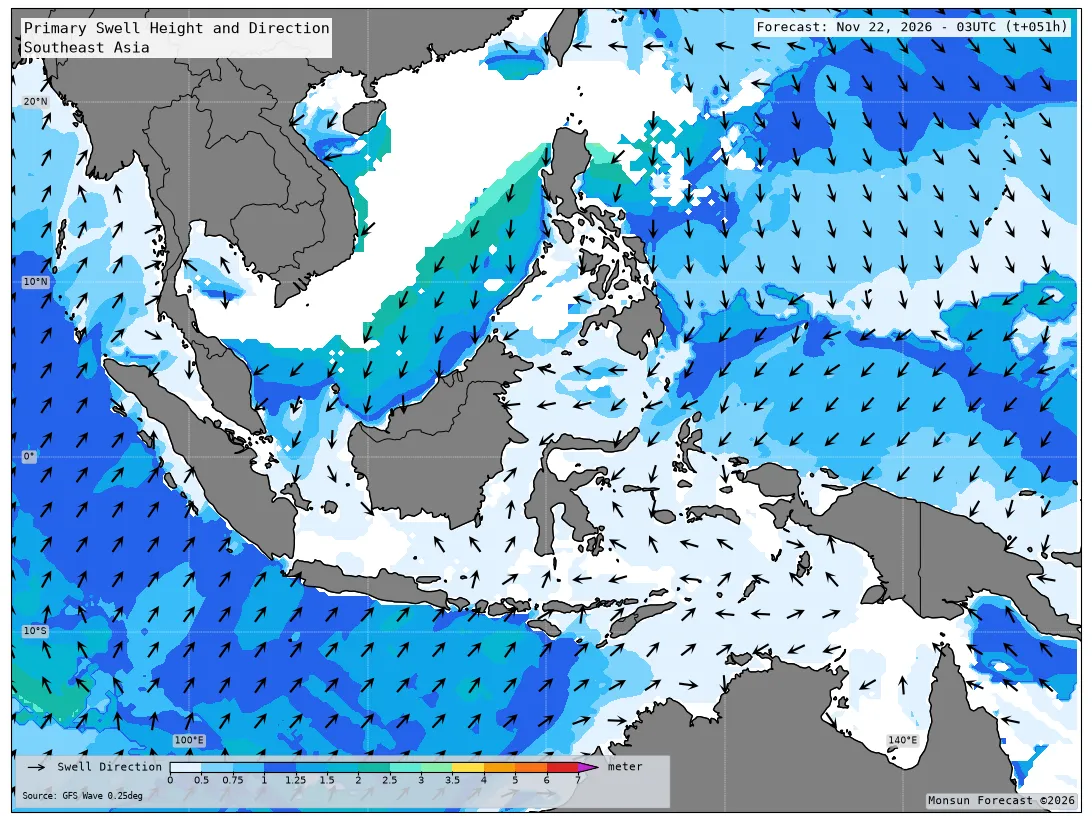 Primary Swell Height and Direction
Southeast Asia
Forecast: Nov 22, 2026 - 03UTC (t+051h)
20°N
10°N
0°
10°S
100°E
140°E
Swell Direction
meter
0 0.5 0.75 1 1.25 1.5 2 2.5 3 3.5 4 5 6 7
Source: GFS Wave 0.25deg
Monsun Forecast ©2026